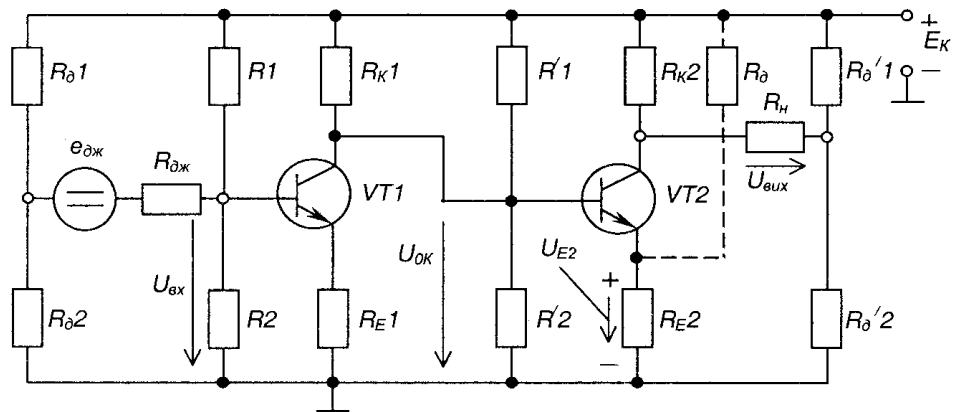 +
E_K
−
R_д1
R1
R_K1
R'1
R_K2
R_д
R_д'1
R_н
e_дж
R_дж
VT1
VT2
U_вих
U_вх
U_0K
U_E2
+
−
R_д2
R2
R_E1
R'2
R_E2
R_д'2